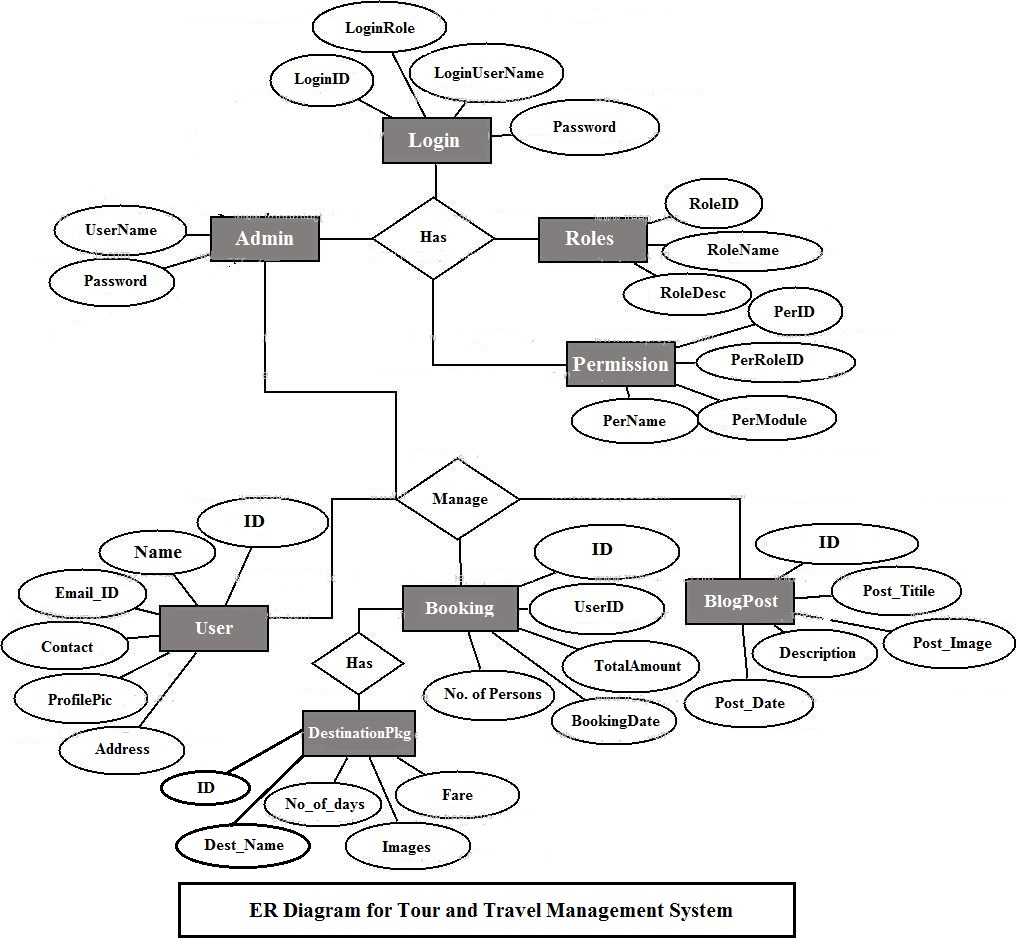 LoginRole
LoginID
LoginUserName
Password
Login
UserName
Password
Admin
Has
Roles
RoleID
RoleName
RoleDesc
Permission
PerID
PerRoleID
PerModule
PerName
Manage
ID
Name
Email_ID
Contact
ProfilePic
Address
User
Booking
ID
UserID
TotalAmount
BookingDate
No. of Persons
BlogPost
ID
Post_Titile
Post_Image
Description
Post_Date
Has
DestinationPkg
ID
Dest_Name
No_of_days
Images
Fare
ER Diagram for Tour and Travel Management System